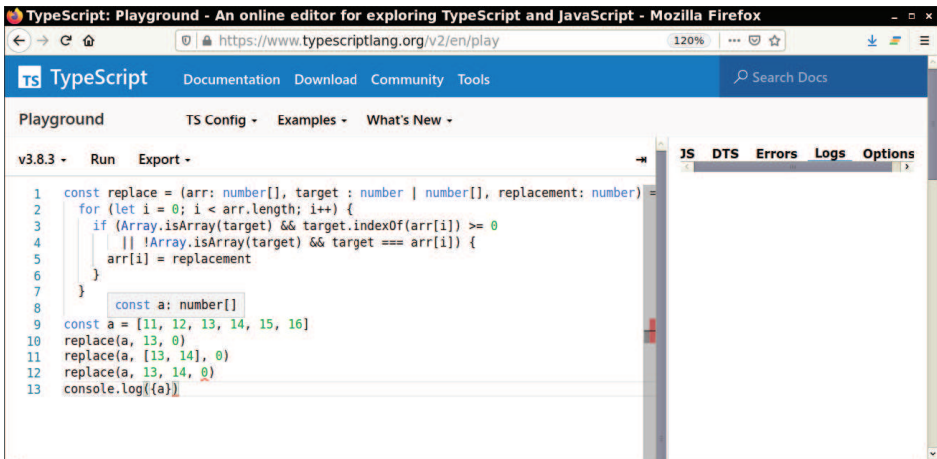 TypeScript: Playground - An online editor for exploring TypeScript and JavaScript - Mozilla Firefox
https://www.typescriptlang.org/v2/en/play 120%
TS TypeScript Documentation Download Community Tools Search Docs
Playground TS Config Examples What's New
v3.8.3 Run Export JS DTS Errors Logs Options
1 const replace = (arr: number[], target : number | number[], replacement: number) =
2 for (let i = 0; i < arr.length; i++) {
3 if (Array.isArray(target) && target.indexOf(arr[i]) >= 0
4 || !Array.isArray(target) && target === arr[i]) {
5 arr[i] = replacement
6 }
7 }
8 const a: number[]
9 const a = [11, 12, 13, 14, 15, 16]
10 replace(a, 13, 0)
11 replace(a, [13, 14], 0)
12 replace(a, 13, 14, 0)
13 console.log({a})